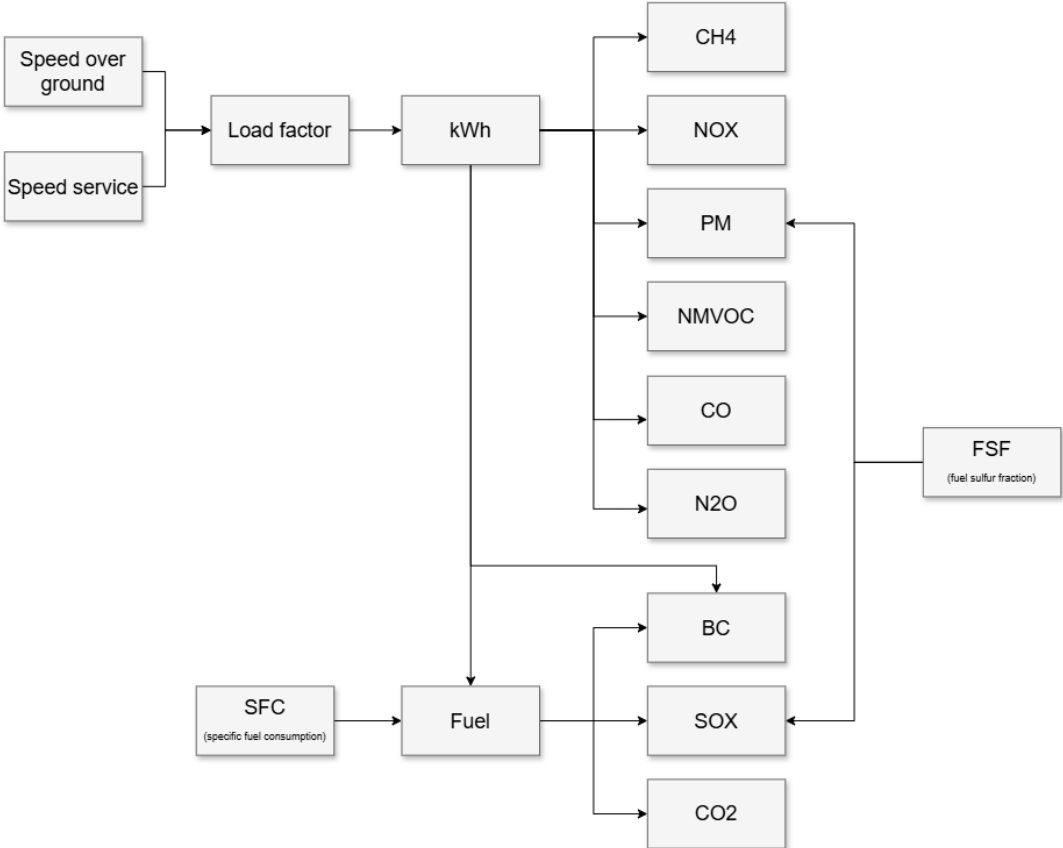 Speed over
ground
Speed service
Load factor
kWh
CH4
NOX
PM
NMVOC
CO
N2O
FSF
(fuel sulfur fraction)
BC
SFC
(specific fuel consumption)
Fuel
SOX
CO2